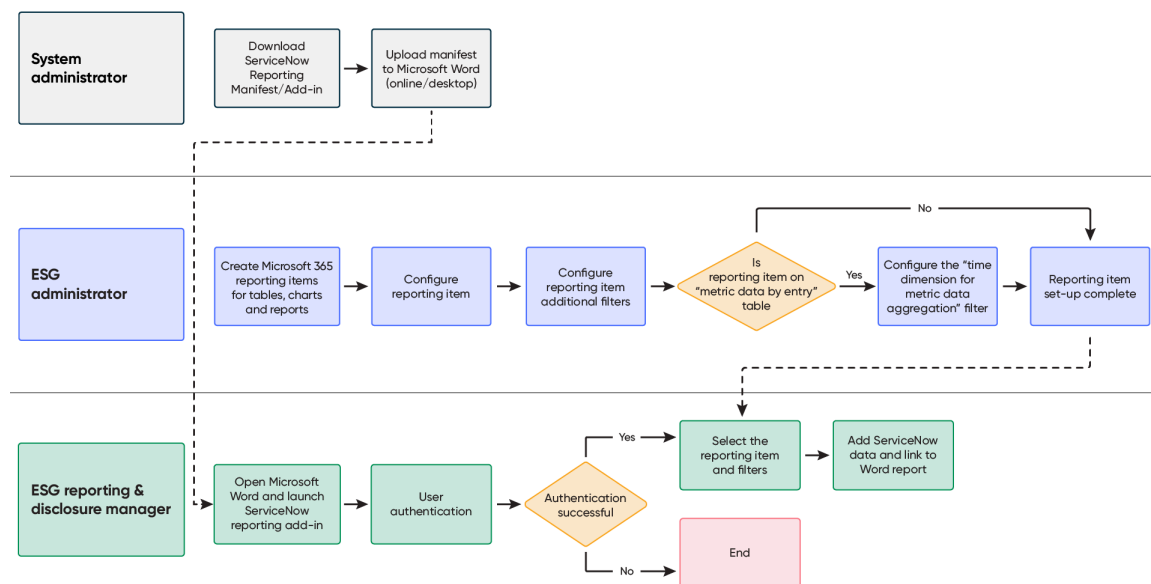 System
administrator
Download
ServiceNow
Reporting
Manifest/Add-in
Upload manifest
to Microsoft Word
(online/desktop)
ESG
administrator
Create Microsoft 365
reporting items
for tables, charts
and reports
Configure
reporting item
Configure
reporting item
additional filters
Is
reporting item on
“metric data by entry”
table
No
Yes
Configure the “time
dimension for
metric data
aggregation” filter
Reporting item
set-up complete
ESG reporting &
disclosure manager
Open Microsoft
Word and launch
ServiceNow
reporting add-in
User
authentication
Authentication
successful
Yes
Select the
reporting item
and filters
Add ServiceNow
data and link to
Word report
No
End